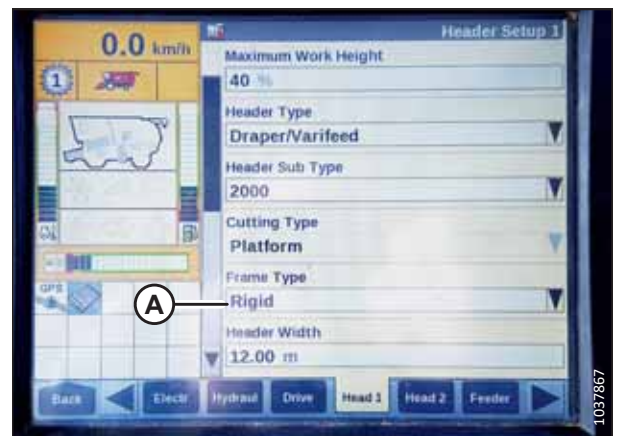 0.0 km/h
Header Setup 1
1
Maximum Work Height
40 %
Header Type
Draper/Varifeed
Header Sub Type
2000
Cutting Type
Platform
Frame Type
Rigid
GPS
A
Header Width
12.00 m
Back
Electr
Hydraul
Drive
Head 1
Head 2
Feeder
1037867